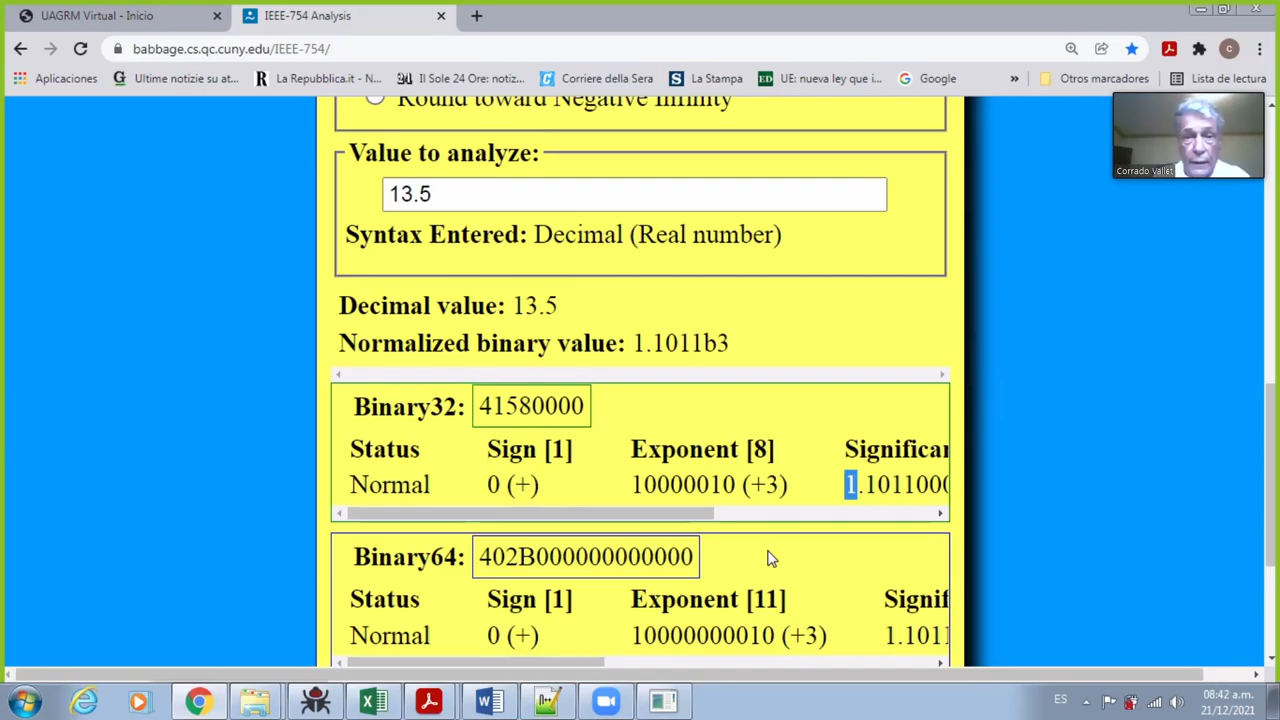 UAGRM Virtual - Inicio
IEEE-754 Analysis
babbage.cs.qc.cuny.edu/IEEE-754/
C
Aplicaciones
Ultime notizie su at...
La Repubblica.it - N...
Il Sole 24 Ore: notiz...
Corriere della Sera
La Stampa
UE: nueva ley que i...
Google
»
Otros marcadores
Lista de lectura
Round toward Negative Infinity
Corrado Vallet
Value to analyze:
13.5
Syntax Entered: Decimal (Real number)
Decimal value: 13.5
Normalized binary value: 1.1011b3
Binary32: 41580000
Status Sign [1] Exponent [8] Significan
Normal 0 (+) 10000010 (+3) 1.1011000
Binary64: 402B000000000000
Status Sign [1] Exponent [11] Signif
Normal 0 (+) 10000000010 (+3) 1.1011
ES
08:42 a.m.
21/12/2021